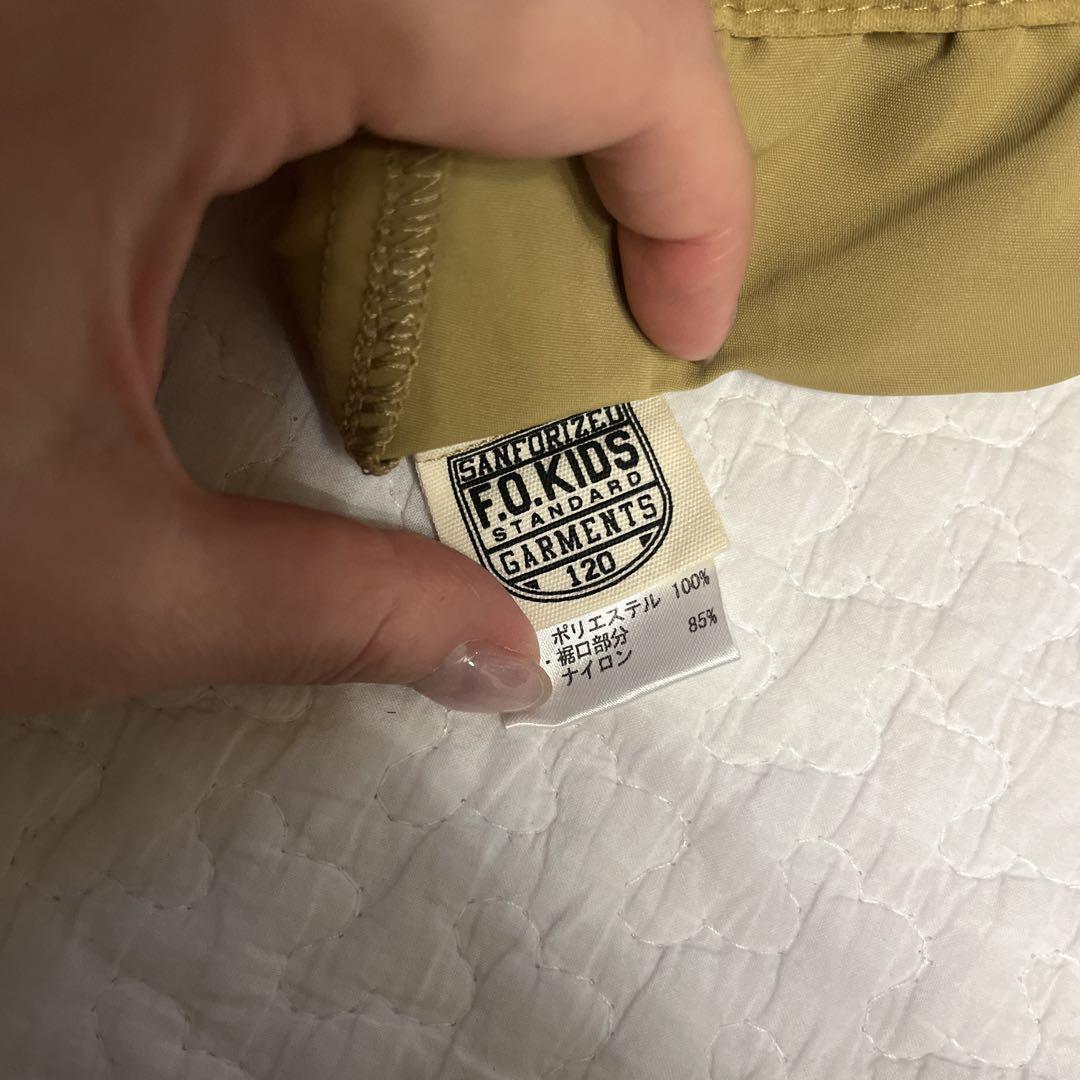 SANFORIZED
F.O.KIDS
STANDARD
GARMENTS
120
ポリエステル 100%
・裾口部分
ナイロン 85%